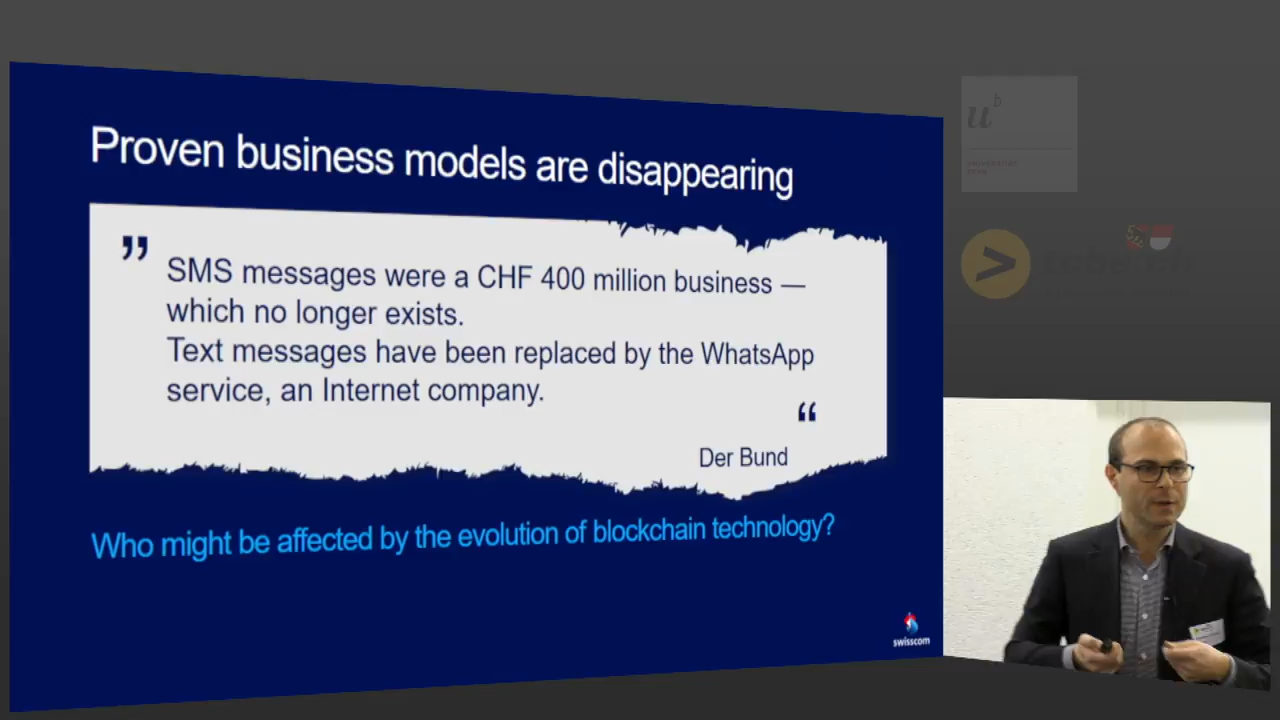 Proven business models are disappearing
”
SMS messages were a CHF 400 million business —
which no longer exists.
Text messages have been replaced by the WhatsApp
service, an Internet company.
“
Der Bund
Who might be affected by the evolution of blockchain technology?
swisscom
u
b